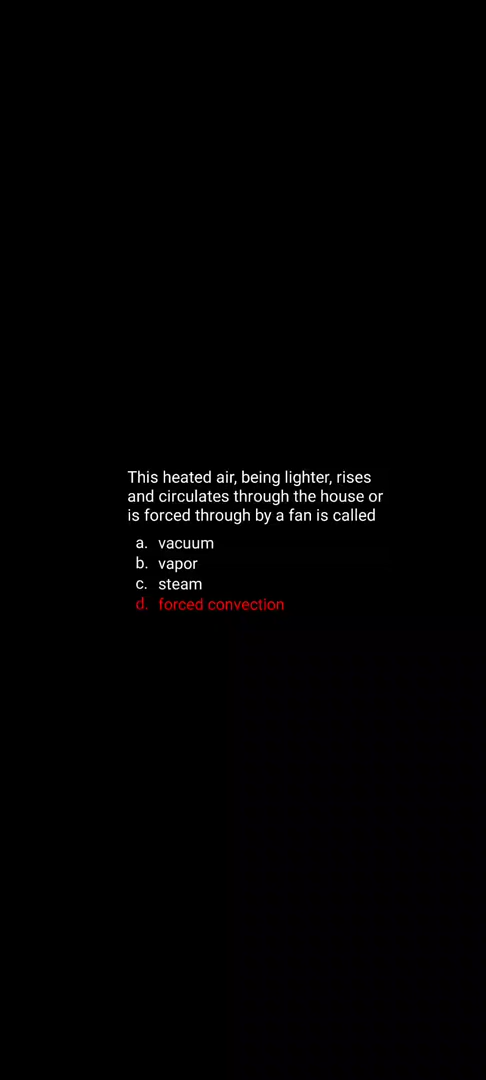 This heated air, being lighter, rises
and circulates through the house or
is forced through by a fan is called
a. vacuum
b. vapor
c. steam
d. forced convection